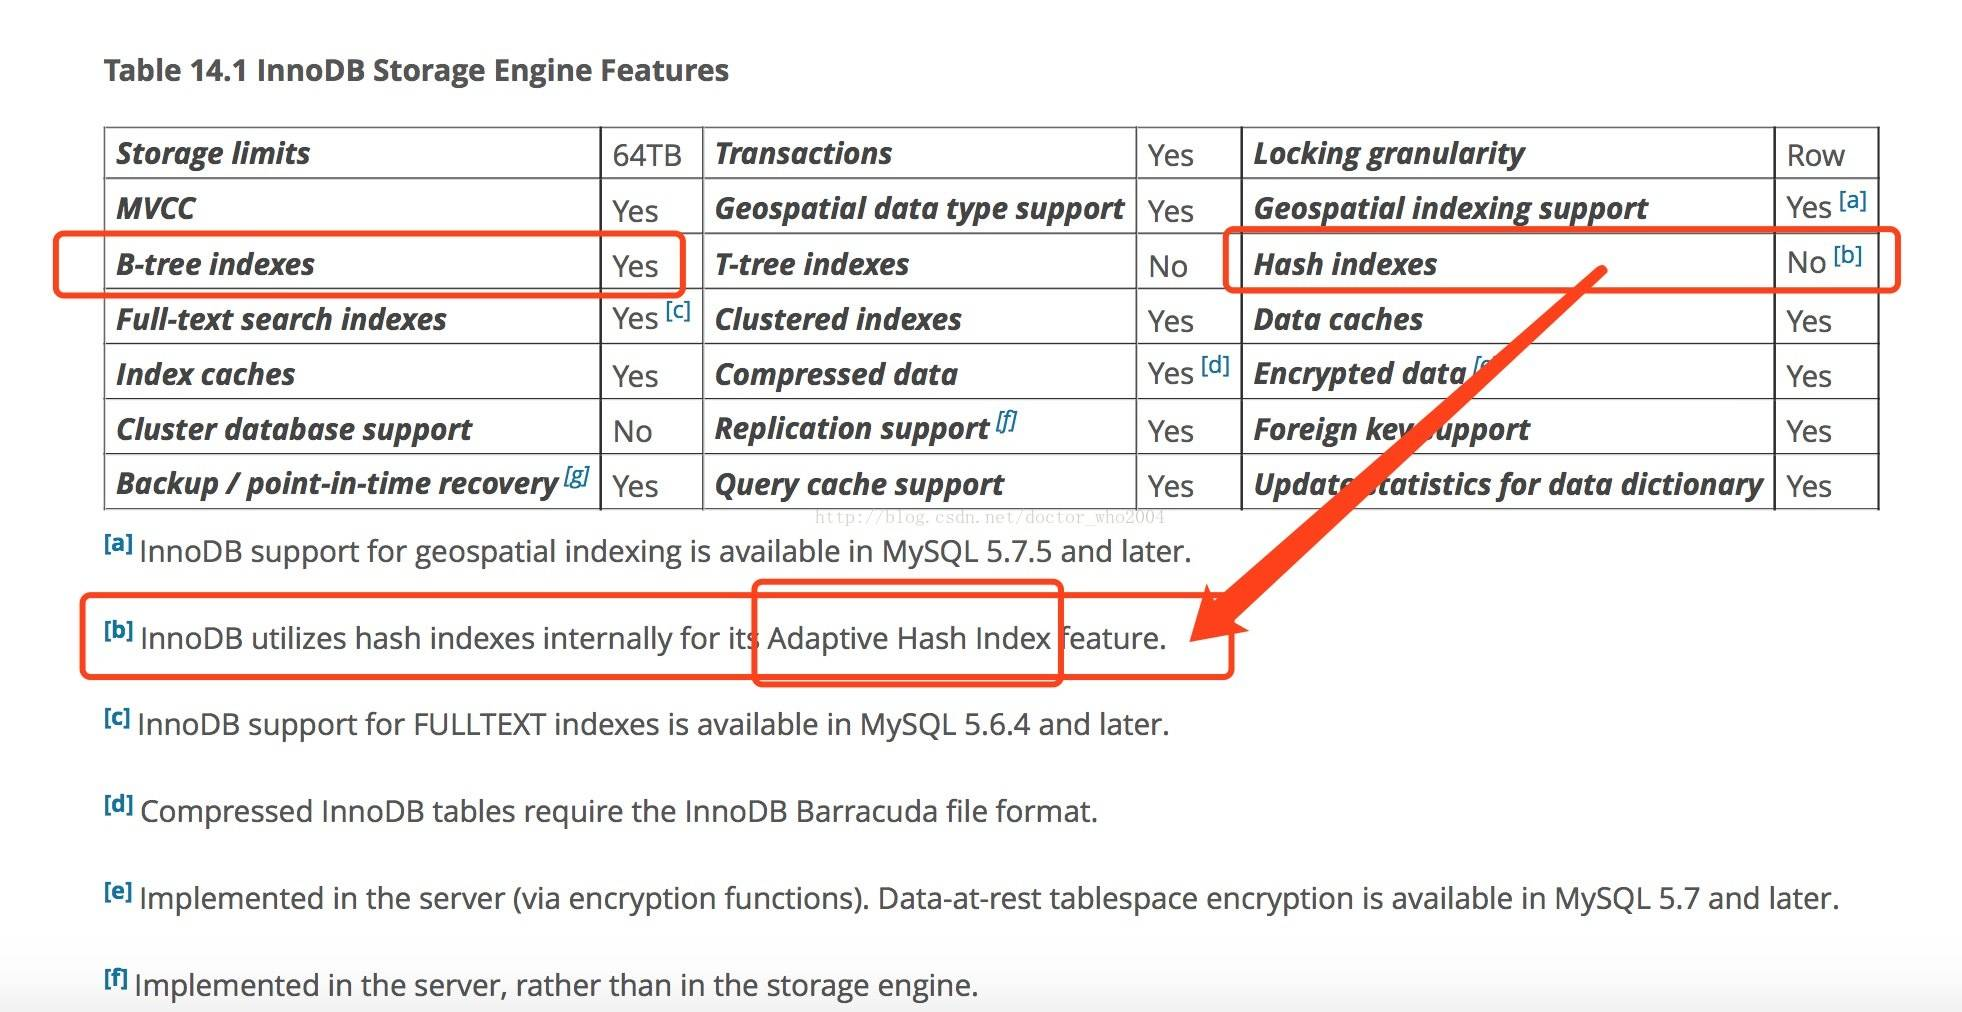 Table 14.1 InnoDB Storage Engine Features
Storage limits 64TB Transactions Yes Locking granularity Row
MVCC Yes Geospatial data type support Yes Geospatial indexing support Yes [a]
B-tree indexes Yes T-tree indexes No Hash indexes No [b]
Full-text search indexes Yes [c] Clustered indexes Yes Data caches Yes
Index caches Yes Compressed data Yes [d] Encrypted data Yes
Cluster database support No Replication support [f] Yes Foreign key support Yes
Backup / point-in-time recovery [g] Yes Query cache support Yes Update statistics for data dictionary Yes
http://blog.csdn.net/doctor_who2004
[a] InnoDB support for geospatial indexing is available in MySQL 5.7.5 and later.
[b] InnoDB utilizes hash indexes internally for its Adaptive Hash Index feature.
[c] InnoDB support for FULLTEXT indexes is available in MySQL 5.6.4 and later.
[d] Compressed InnoDB tables require the InnoDB Barracuda file format.
[e] Implemented in the server (via encryption functions). Data-at-rest tablespace encryption is available in MySQL 5.7 and later.
[f] Implemented in the server, rather than in the storage engine.